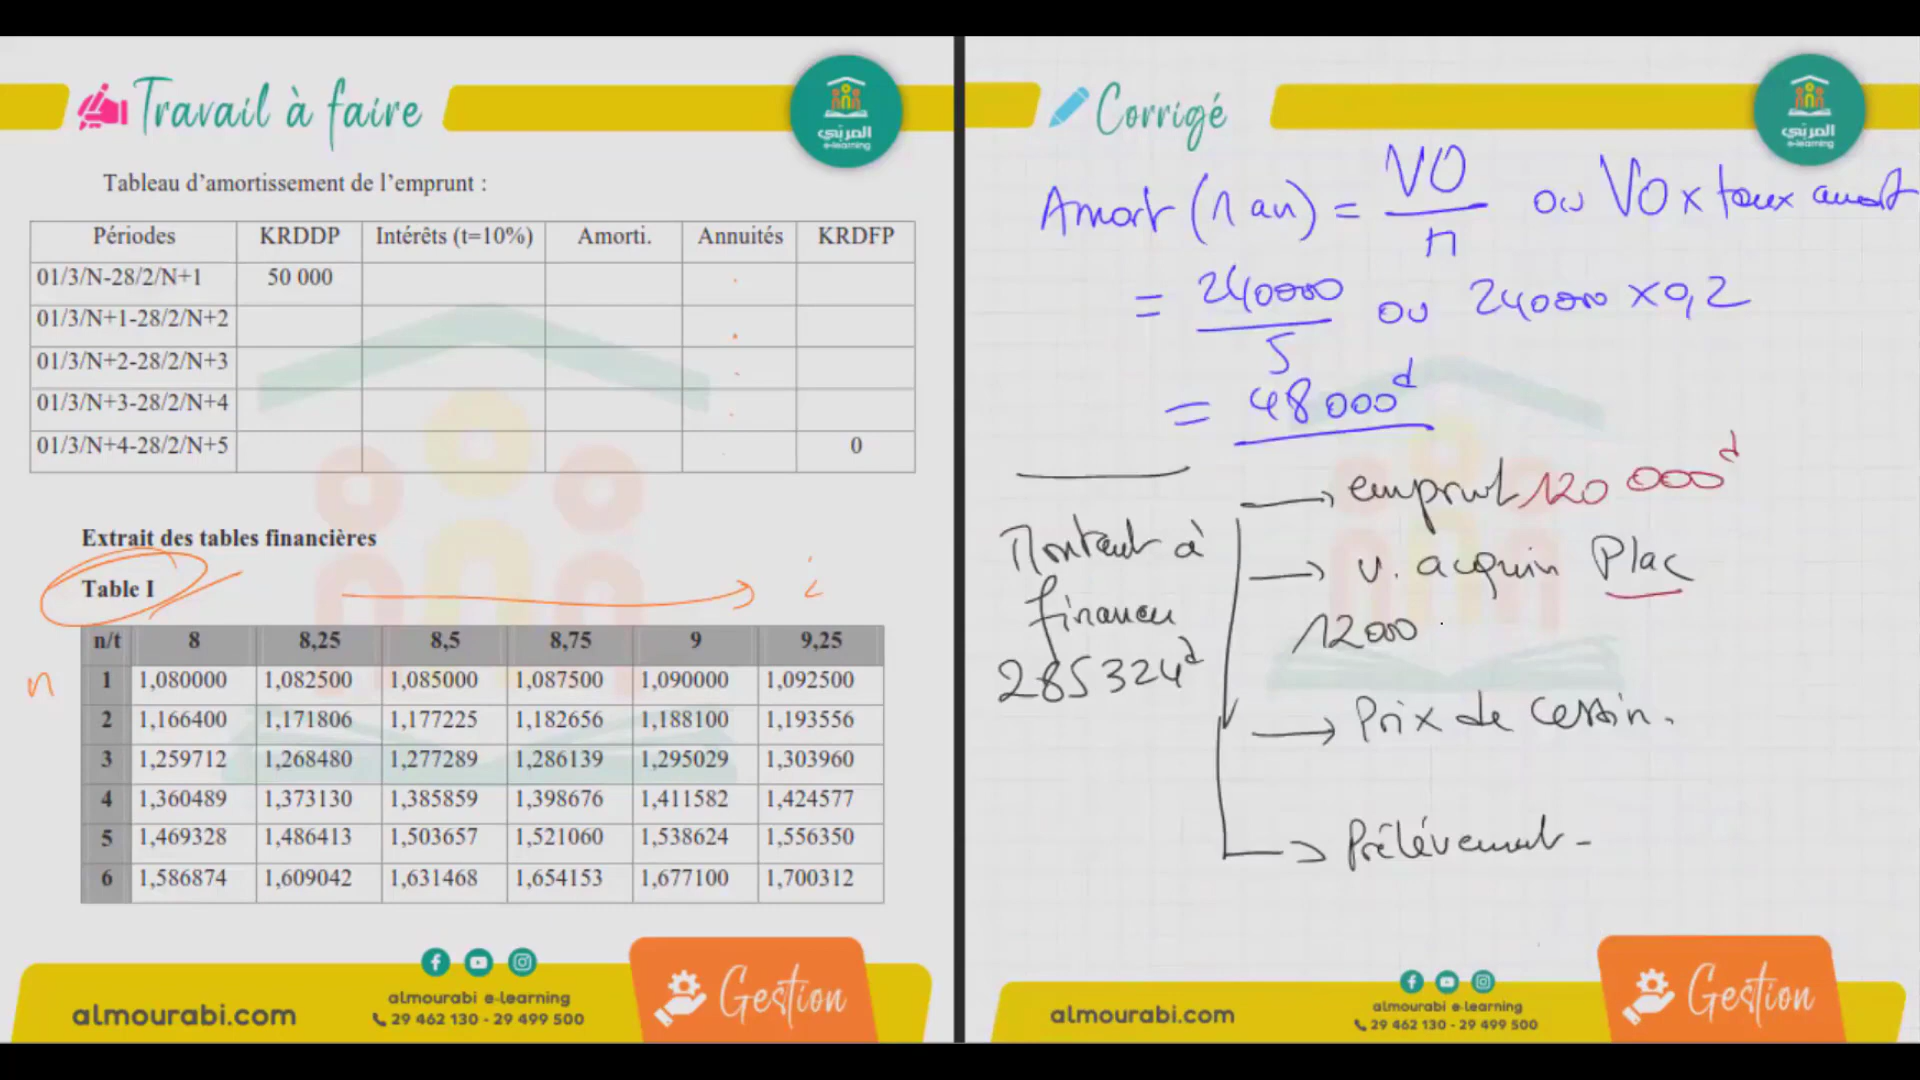 Travail à faire
المربّي
e-learning
Tableau d'amortissement de l'emprunt :
Périodes KRDDP Intérêts (t=10%) Amorti. Annuités KRDFP
01/3/N-28/2/N+1 50 000
01/3/N+1-28/2/N+2
01/3/N+2-28/2/N+3
01/3/N+3-28/2/N+4
01/3/N+4-28/2/N+5 0
Extrait des tables financières
Table I
i
n/t 8 8,25 8,5 8,75 9 9,25
n
1 1,080000 1,082500 1,085000 1,087500 1,090000 1,092500
2 1,166400 1,171806 1,177225 1,182656 1,188100 1,193556
3 1,259712 1,268480 1,277289 1,286139 1,295029 1,303960
4 1,360489 1,373130 1,385859 1,398676 1,411582 1,424577
5 1,469328 1,486413 1,503657 1,521060 1,538624 1,556350
6 1,586874 1,609042 1,631468 1,654153 1,677100 1,700312
almourabi.com
almourabi e-learning
29 462 130 - 29 499 500
Gestion
Corrigé
المربّي
e-learning
Amort (1 an) = VO / n ou VO x taux amort
= 240000 / 5 ou 240000 x 0,2
= 48 000 d
Montant à
financer
285324 d
→ emprunt 120 000 d
→ v. acquise Plac
12000
→ Prix de cession.
→ Prélèvement -
almourabi.com
almourabi e-learning
29 462 130 - 29 499 500
Gestion